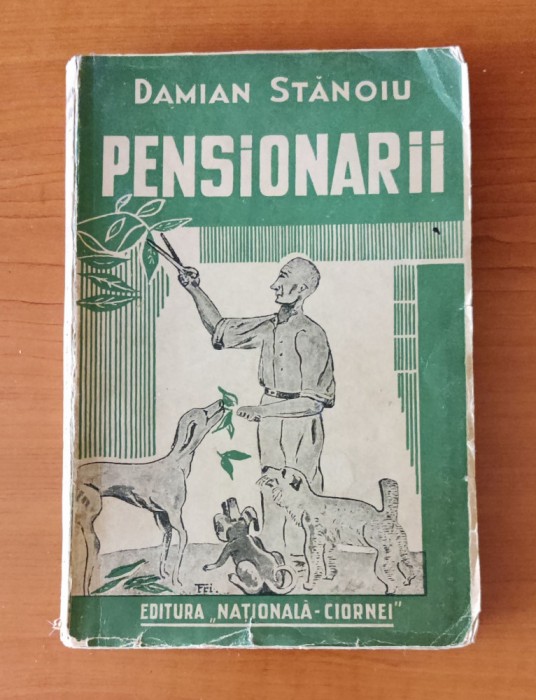 DAMIAN STĂNOIU
PENSiONARii
EDITURA „NAȚIONALĂ-CIORNEI"